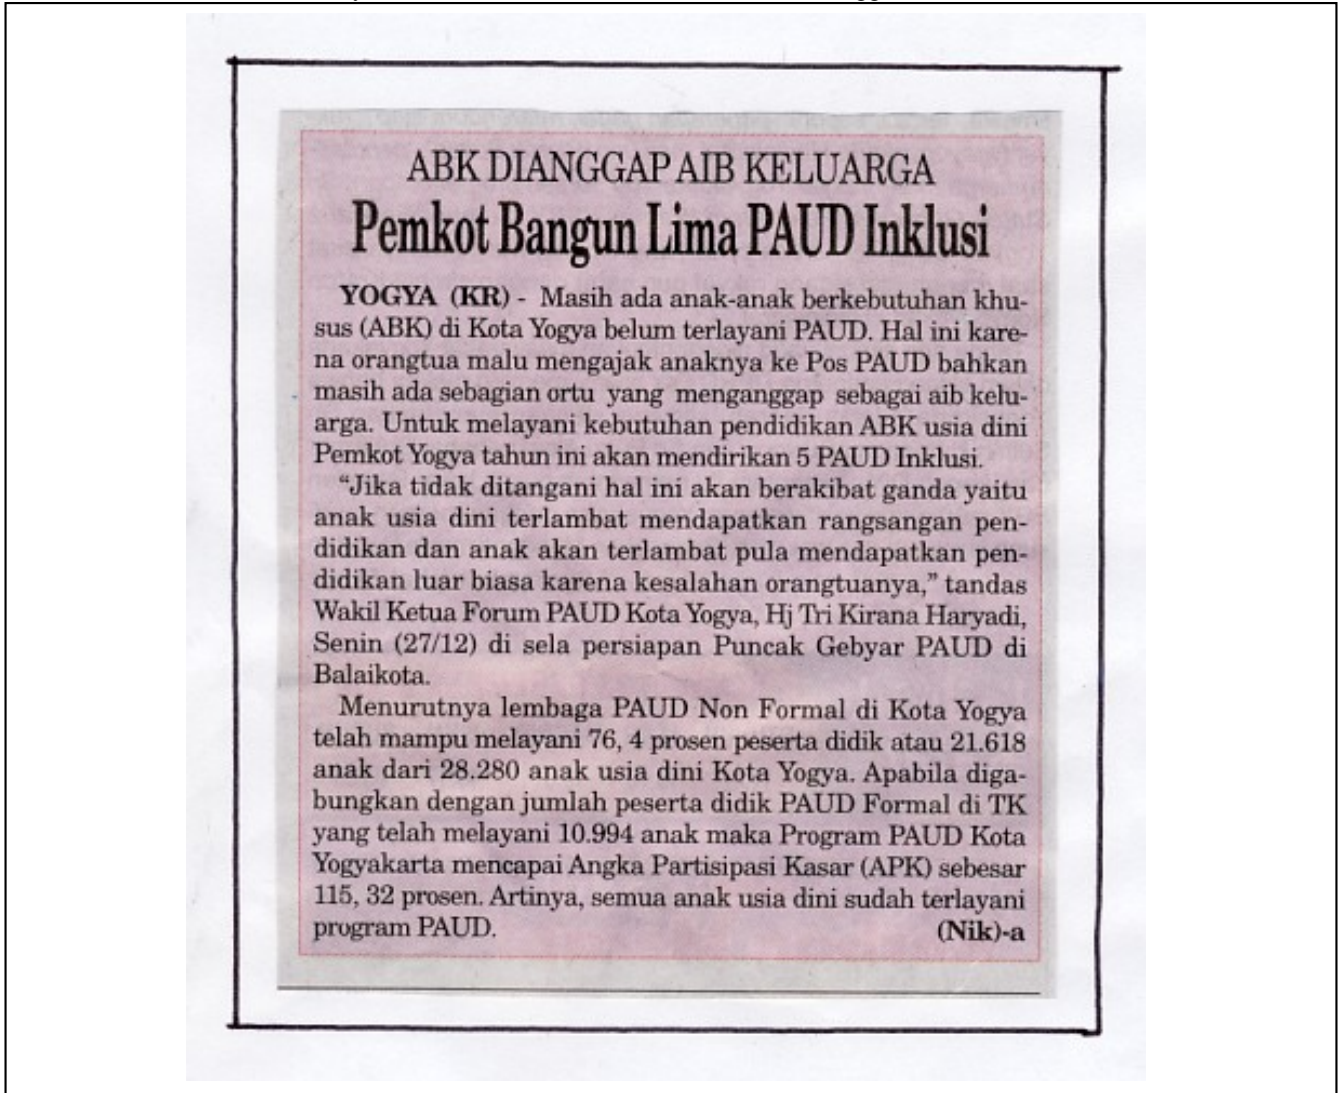 ABK DIANGGAP AIB KELUARGA
Pemkot Bangun Lima PAUD Inklusi
YOGYA (KR) - Masih ada anak-anak berkebutuhan khu-
sus (ABK) di Kota Yogya belum terlayani PAUD. Hal ini kare-
na orangtua malu mengajak anaknya ke Pos PAUD bahkan
masih ada sebagian ortu yang menganggap sebagai aib kelu-
arga. Untuk melayani kebutuhan pendidikan ABK usia dini
Pemkot Yogya tahun ini akan mendirikan 5 PAUD Inklusi.
“Jika tidak ditangani hal ini akan berakibat ganda yaitu
anak usia dini terlambat mendapatkan rangsangan pen-
didikan dan anak akan terlambat pula mendapatkan pen-
didikan luar biasa karena kesalahan orangtuanya,” tandas
Wakil Ketua Forum PAUD Kota Yogya, Hj Tri Kirana Haryadi,
Senin (27/12) di sela persiapan Puncak Gebyar PAUD di
Balaikota.
Menurutnya lembaga PAUD Non Formal di Kota Yogya
telah mampu melayani 76, 4 prosen peserta didik atau 21.618
anak dari 28.280 anak usia dini Kota Yogya. Apabila diga-
bungkan dengan jumlah peserta didik PAUD Formal di TK
yang telah melayani 10.994 anak maka Program PAUD Kota
Yogyakarta mencapai Angka Partisipasi Kasar (APK) sebesar
115, 32 prosen. Artinya, semua anak usia dini sudah terlayani
program PAUD. (Nik)-a